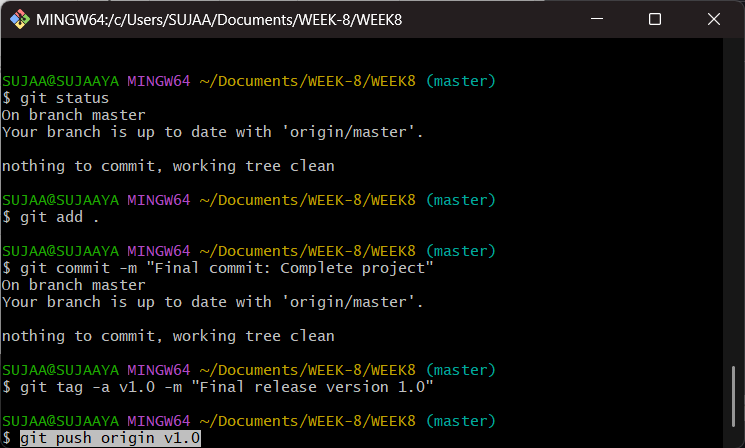 MINGW64:/c/Users/SUJAA/Documents/WEEK-8/WEEK8
SUJAA@SUJAAYA MINGW64 ~/Documents/WEEK-8/WEEK8 (master)
$ git status
On branch master
Your branch is up to date with 'origin/master'.
nothing to commit, working tree clean
SUJAA@SUJAAYA MINGW64 ~/Documents/WEEK-8/WEEK8 (master)
$ git add .
SUJAA@SUJAAYA MINGW64 ~/Documents/WEEK-8/WEEK8 (master)
$ git commit -m "Final commit: Complete project"
On branch master
Your branch is up to date with 'origin/master'.
nothing to commit, working tree clean
SUJAA@SUJAAYA MINGW64 ~/Documents/WEEK-8/WEEK8 (master)
$ git tag -a v1.0 -m "Final release version 1.0"
SUJAA@SUJAAYA MINGW64 ~/Documents/WEEK-8/WEEK8 (master)
$ git push origin v1.0